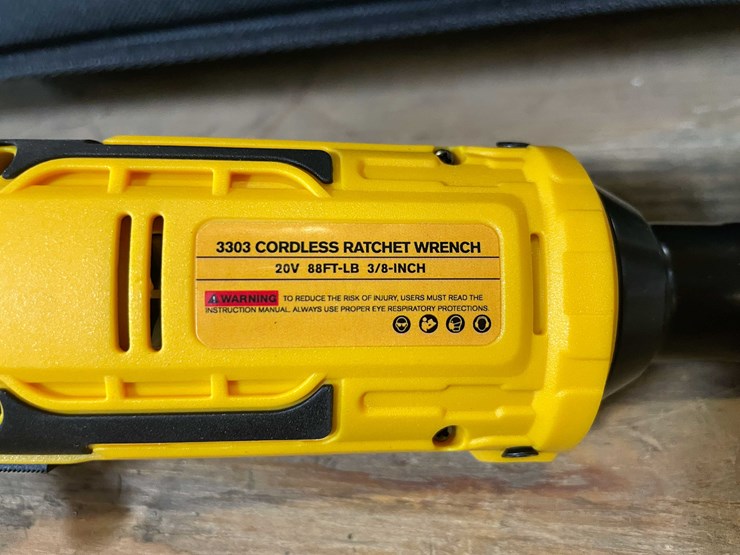 3303 CORDLESS RATCHET WRENCH
20V 88FT-LB 3/8-INCH
WARNING TO REDUCE THE RISK OF INJURY, USERS MUST READ THE
INSTRUCTION MANUAL, ALWAYS USE PROPER EYE RESPIRATORY PROTECTIONS.